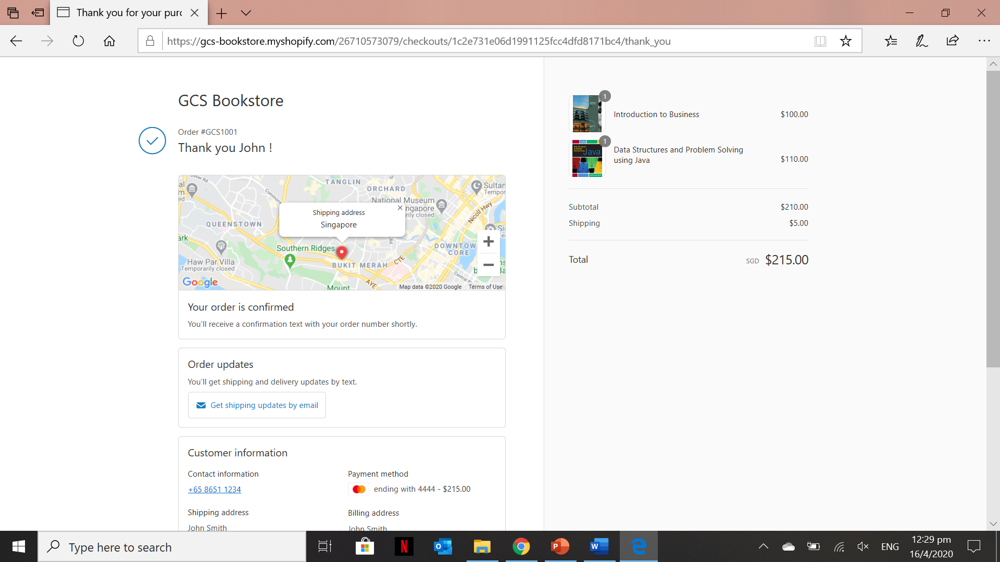 Thank you for your purc
https://gcs-bookstore.myshopify.com/26710573079/checkouts/1c2e731e06d1991125fcc4dfd8171bc4/thank_you
GCS Bookstore
Order #GCS1001
Thank you John !
TANGLIN
ORCHARD
Sultan
Tempor
National Museum
ngapore
rily closed
Nicoll Hwy
Shipping address
Singapore
QUEENSTOWN
ark
Southern Ridges
DOWNTOW
CORE
Haw Par Villa
Temporarily closed
BUKIT MERAH
CTE
AYE
Mount
Google
Map data ©2020 Google
Terms of Use
Your order is confirmed
You'll receive a confirmation text with your order number shortly.
Order updates
You'll get shipping and delivery updates by text.
Get shipping updates by email
Customer information
Contact information
+65 8651 1234
Payment method
ending with 4444 - $215.00
Shipping address
John Smith
Billing address
John Smith
1
Introduction to Business
$100.00
1
Java
Data Structures and Problem Solving
using Java
$110.00
Subtotal
$210.00
Shipping
$5.00
Total
SGD $215.00
Type here to search
ENG
12:29 pm
16/4/2020